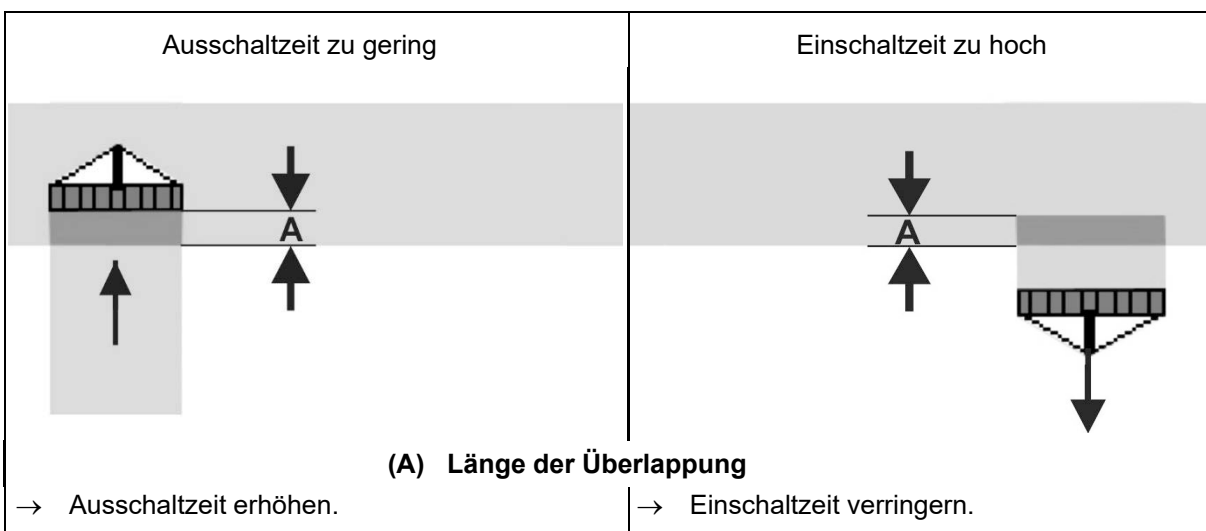 Ausschaltzeit zu gering
Einschaltzeit zu hoch
A
A
(A) Länge der Überlappung
→ Ausschaltzeit erhöhen.
→ Einschaltzeit verringern.